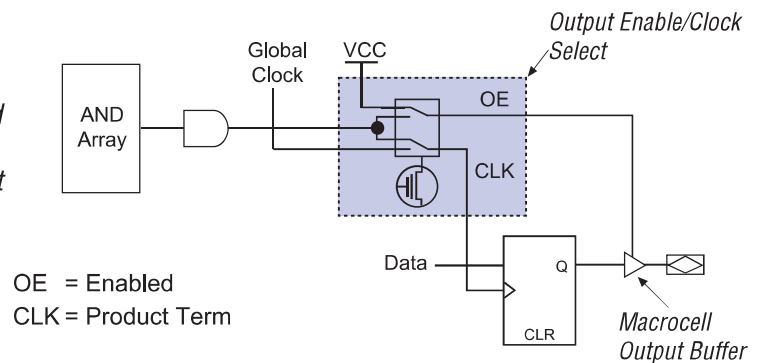 Output Enable/Clock
Select
Global
Clock
VCC
AND
Array
OE
CLK
Data
Q
CLR
OE = Enabled
CLK = Product Term
Macrocell
Output Buffer